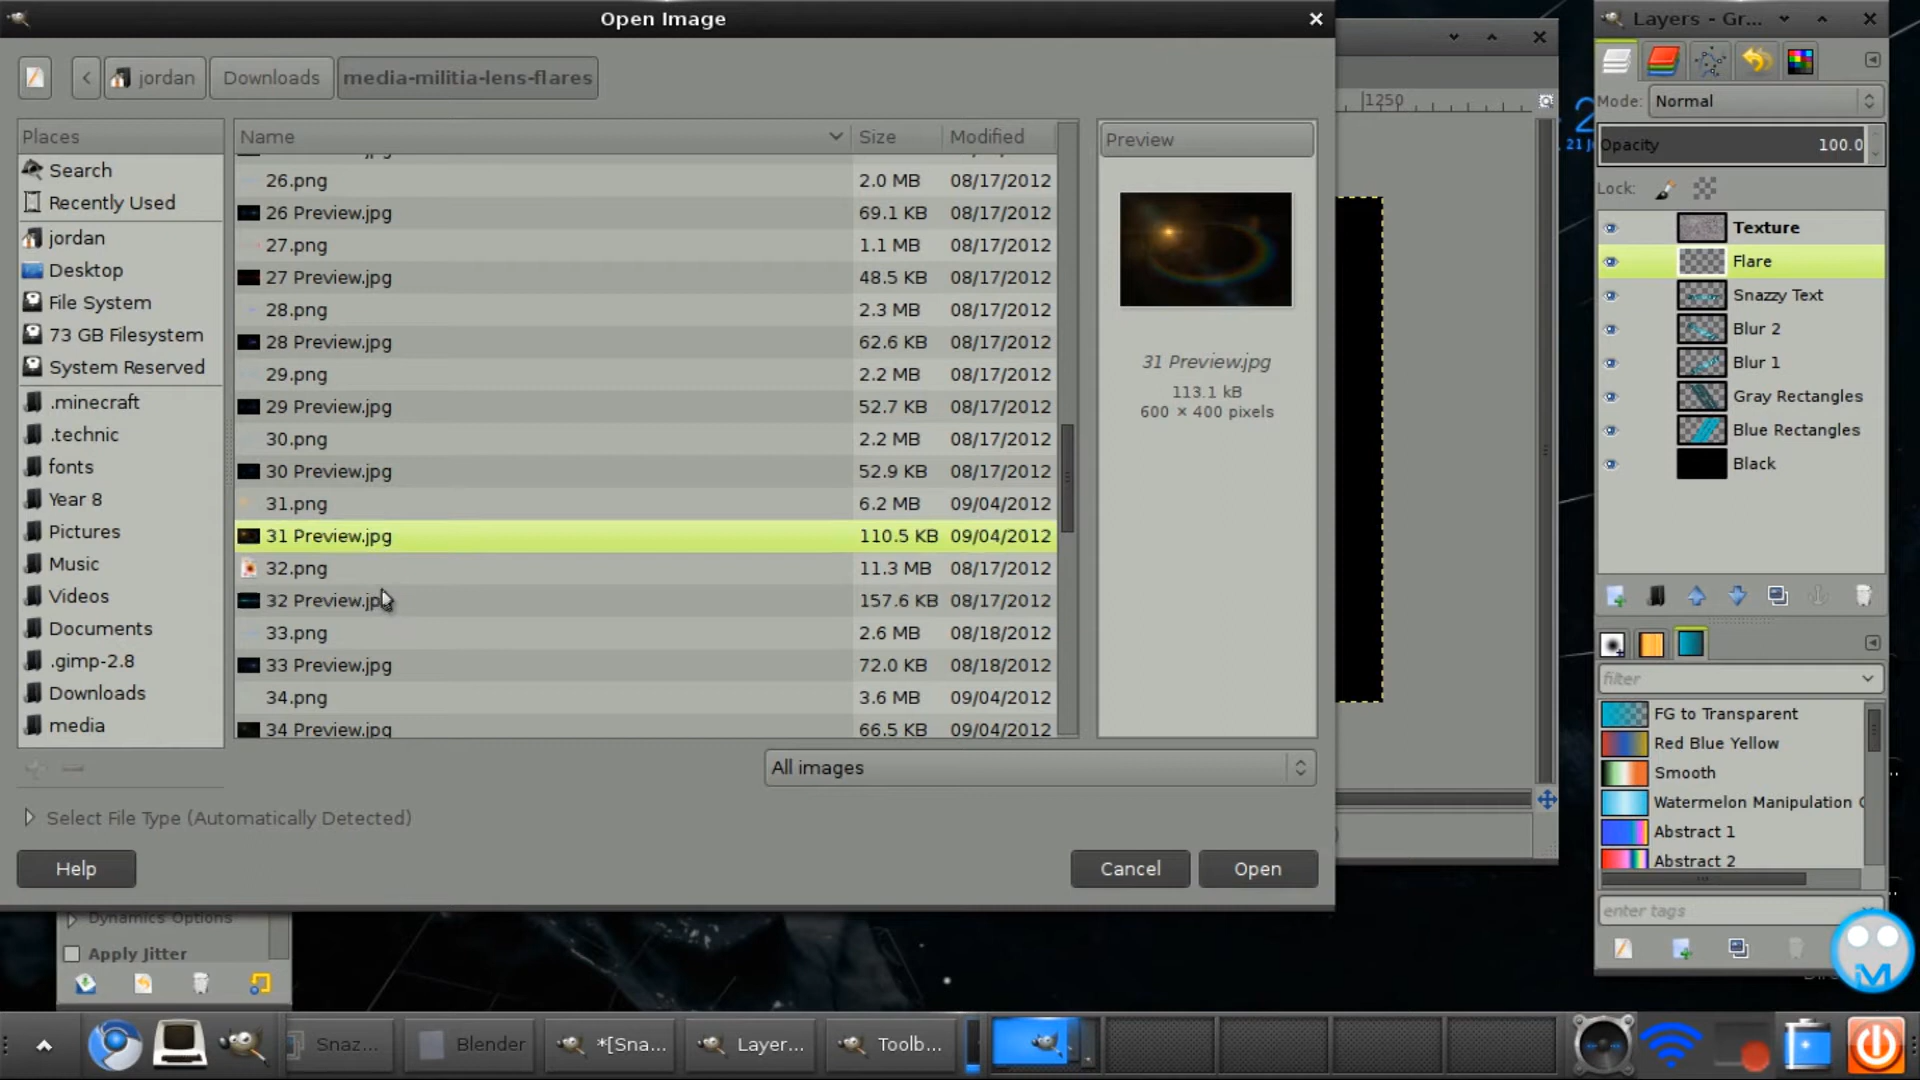 Open Image
jordan
Downloads
media-militia-lens-flares
Places
Search
Recently Used
jordan
Desktop
File System
73 GB Filesystem
System Reserved
.minecraft
.technic
fonts
Year 8
Pictures
Music
Videos
Documents
.gimp-2.8
Downloads
media
Name Size Modified
26.png 2.0 MB 08/17/2012
26 Preview.jpg 69.1 KB 08/17/2012
27.png 1.1 MB 08/17/2012
27 Preview.jpg 48.5 KB 08/17/2012
28.png 2.3 MB 08/17/2012
28 Preview.jpg 62.6 KB 08/17/2012
29.png 2.2 MB 08/17/2012
29 Preview.jpg 52.7 KB 08/17/2012
30.png 2.2 MB 08/17/2012
30 Preview.jpg 52.9 KB 08/17/2012
31.png 6.2 MB 09/04/2012
31 Preview.jpg 110.5 KB 09/04/2012
32.png 11.3 MB 08/17/2012
32 Preview.jpg 157.6 KB 08/17/2012
33.png 2.6 MB 08/18/2012
33 Preview.jpg 72.0 KB 08/18/2012
34.png 3.6 MB 09/04/2012
34 Preview.jpg 66.5 KB 09/04/2012
Preview
31 Preview.jpg
113.1 kB
600 × 400 pixels
All images
Select File Type (Automatically Detected)
Help
Cancel
Open
1250
Layers - Gr...
Mode: Normal
Opacity 100.0
Lock:
Texture
Flare
Snazzy Text
Blur 2
Blur 1
Gray Rectangles
Blue Rectangles
Black
filter
FG to Transparent
Red Blue Yellow
Smooth
Watermelon Manipulation
Abstract 1
Abstract 2
enter tags
Dynamics Options
Apply Jitter
Snaz...
Blender
*[Sna...
Layer...
Toolb...